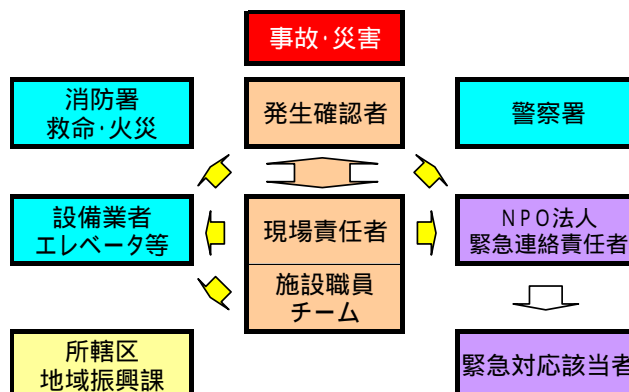 事故･災害
消防署
救命･火災
発生確認者
警察署
設備業者
エレベータ等
現場責任者
NPO法人
緊急連絡責任者
施設職員
チーム
所轄区
地域振興課
緊急対応該当者